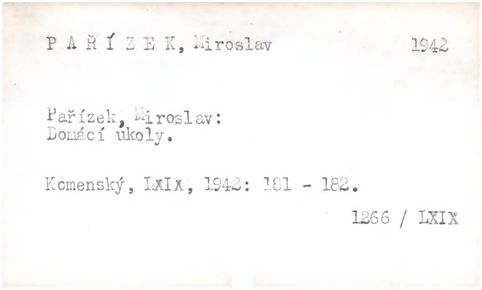 P A Ř Í Z E K, Miroslav 1942
Pařízek, Miroslav:
Domácí úkoly.
Komenský, LXIX, 1942: 181 - 182.
1266 / LXIX